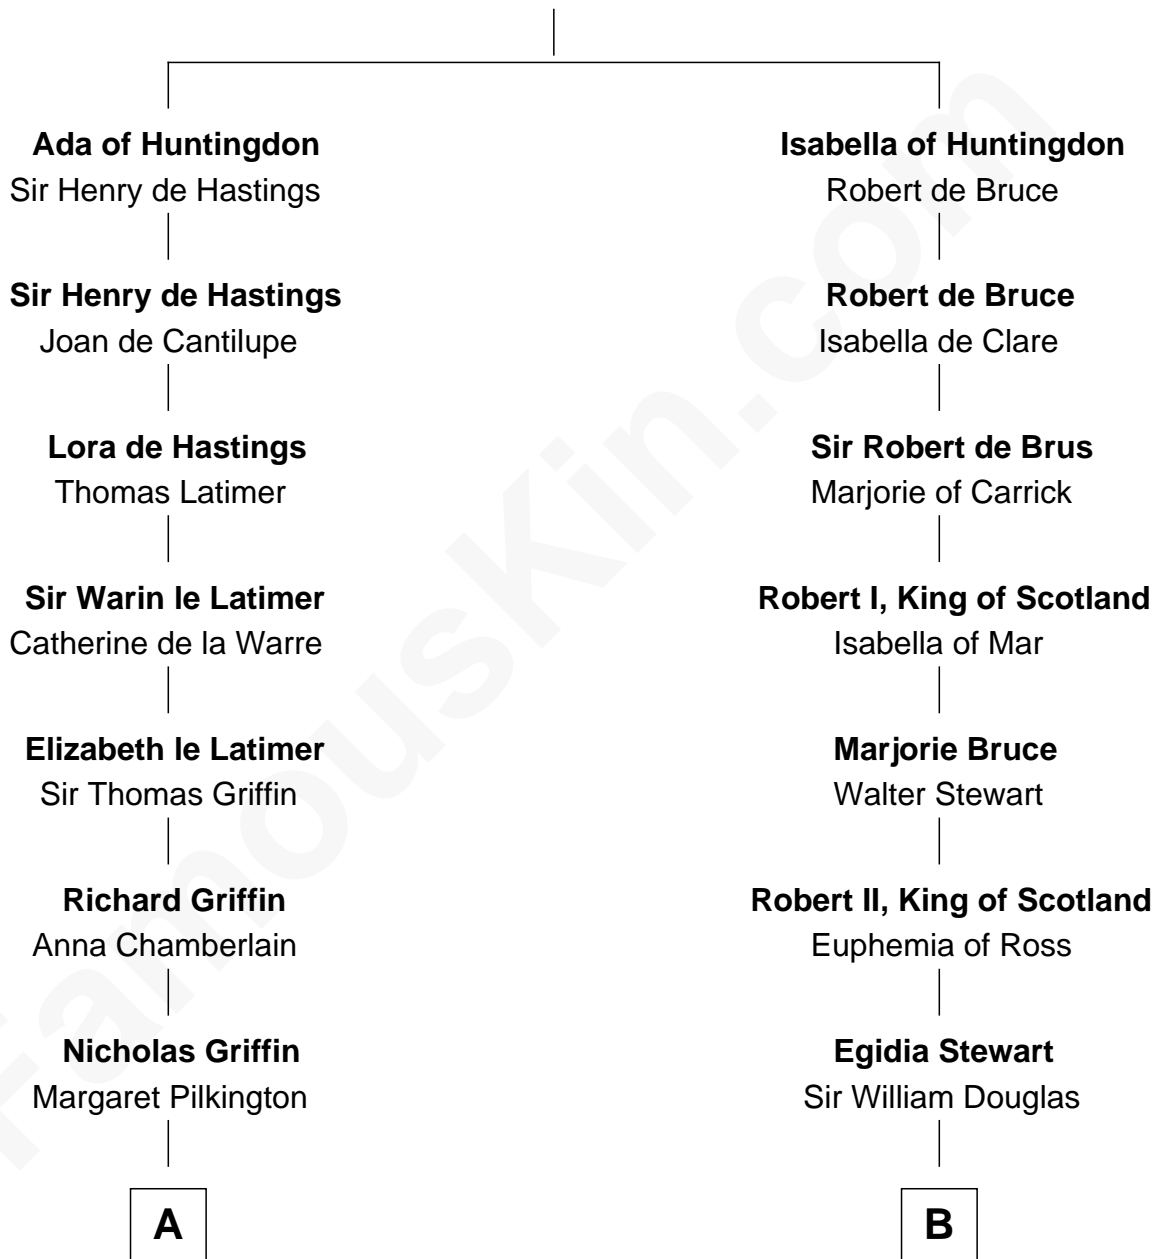 Ada of Huntingdon
Sir Henry de Hastings
Sir Henry de Hastings
Joan de Cantilupe
Lora de Hastings
Thomas Latimer
Sir Warin le Latimer
Catherine de la Warre
Elizabeth le Latimer
Sir Thomas Griffin
Richard Griffin
Anna Chamberlain
Nicholas Griffin
Margaret Pilkington
A
Isabella of Huntingdon
Robert de Bruce
Robert de Bruce
Isabella de Clare
Sir Robert de Brus
Marjorie of Carrick
Robert I, King of Scotland
Isabella of Mar
Marjorie Bruce
Walter Stewart
Robert II, King of Scotland
Euphemia of Ross
Egidia Stewart
Sir William Douglas
B
FamousKin.com